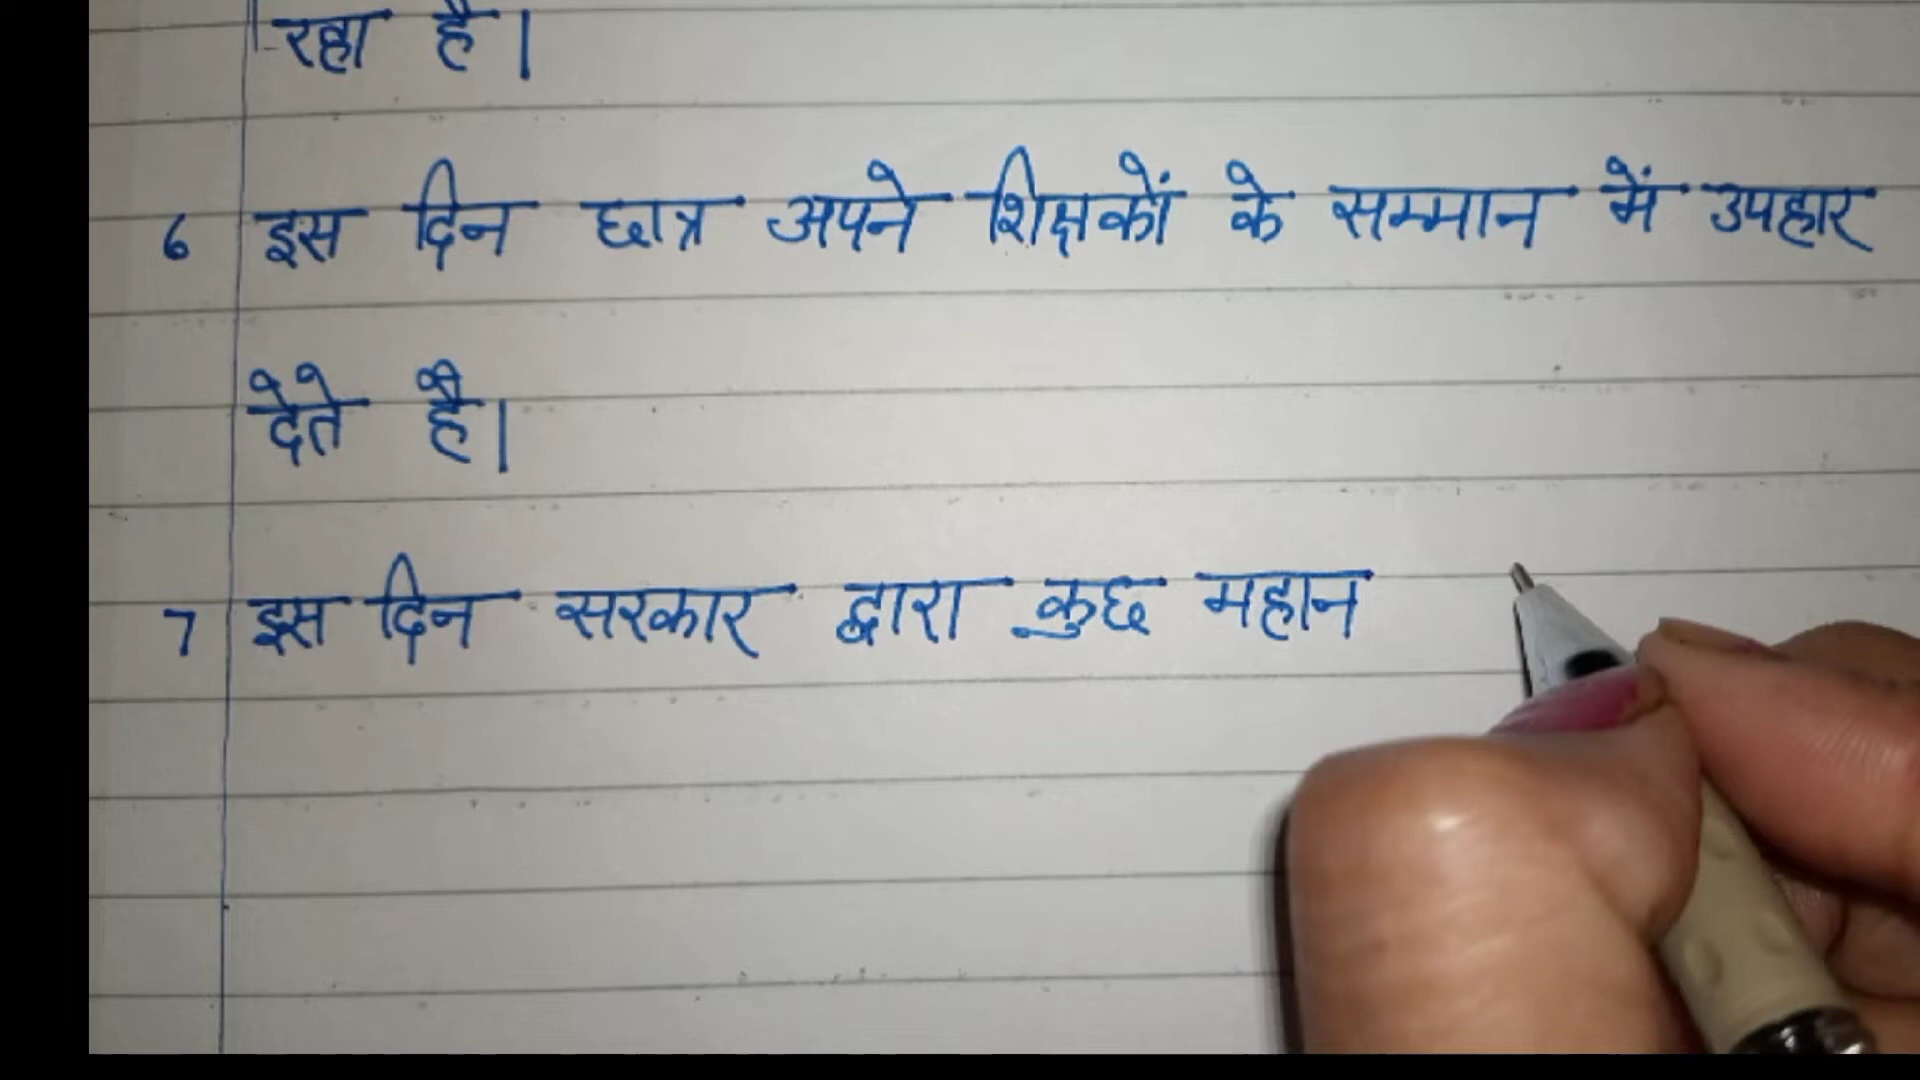 रहा है।
6 इस दिन छात्र अपने शिक्षकों के सम्मान में उपहार
देते है।
7 इस दिन सरकार द्वारा कुछ महान